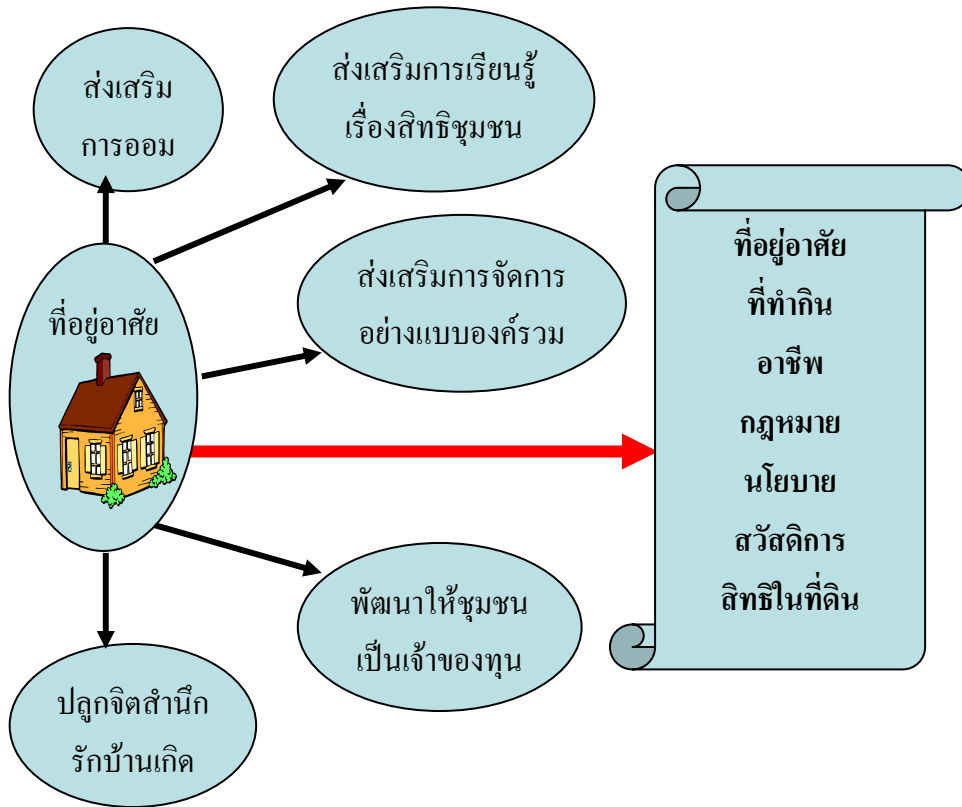 ส่งเสริม
การออม
ส่งเสริมการเรียนรู้
เรื่องสิทธิชุมชน
ที่อยู่อาศัย
ส่งเสริมการจัดการ
อย่างแบบองค์รวม
พัฒนาให้ชุมชน
เป็นเจ้าของทุน
ปลูกจิตสำนึก
รักบ้านเกิด
ที่อยู่อาศัย
ที่ทำกิน
อาชีพ
กฎหมาย
นโยบาย
สวัสดิการ
สิทธิในที่ดิน